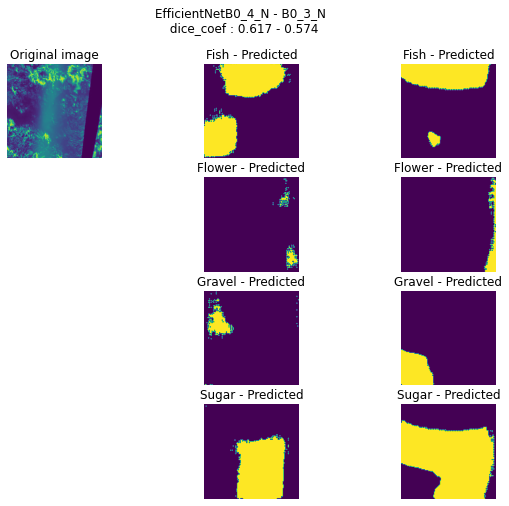 EfficientNetB0_4_N - B0_3_N
dice_coef : 0.617 - 0.574
Original image
Fish - Predicted
Fish - Predicted
Flower - Predicted
Flower - Predicted
Gravel - Predicted
Gravel - Predicted
Sugar - Predicted
Sugar - Predicted